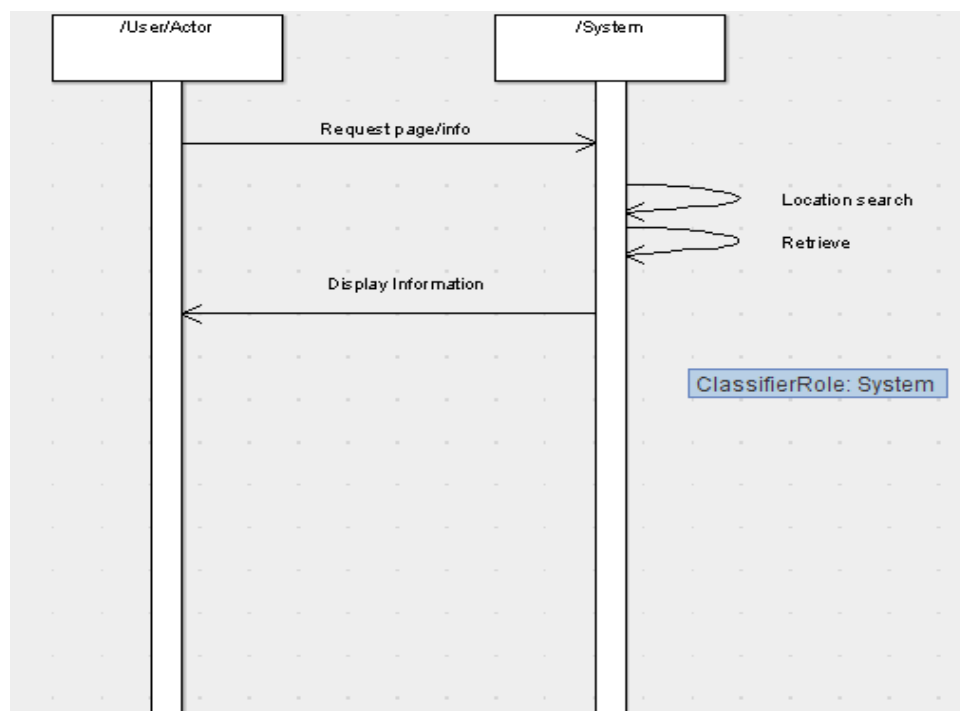 /User/Actor
/System
Request page/info
Location search
Retrieve
Display Information
ClassifierRole: System